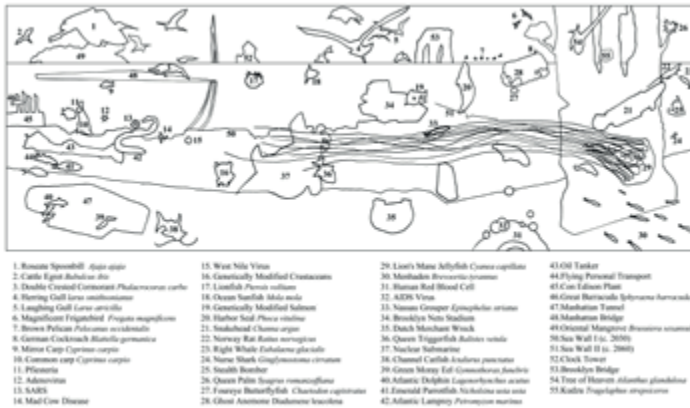 1. Roseate Spoonbill Ajaja ajaja
2. Cattle Egret Bubulcus ibis
3. Double Crested Cormorant Phalacrocorax carbo
4. Herring Gull larus smithsonianus
5. Laughing Gull Larus atricilla
6. Magnificent Frigatebird Fregata magnificens
7. Brown Pelican Pelecanus occidentalis
8. German Cockroach Blattella germanica
9. Mirror Carp Cyprinus carpio
10. Common carp Cyprinus carpio
11. Pfiesteria
12. Adenovirus
13. SARS
14. Mad Cow Disease
15. West Nile Virus
16. Genetically Modified Crustaceans
17. Lionfish Pterois volitans
18. Ocean Sunfish Mola mola
19. Genetically Modified Salmon
20. Harbor Seal Phoca vitulina
21. Snakehead Channa argus
22. Norway Rat Rattus norvegicus
23. Right Whale Eubalaena glacialis
24. Nurse Shark Ginglymostoma cirratum
25. Stealth Bomber
26. Queen Palm Syagrus romanzoffiana
27. Foureye Butterflyfish Chaetodon capistratus
28. Ghost Anemone Diadumene leucolena
29. Lion's Mane Jellyfish Cyanea capillata
30. Menhaden Brevoortia tyrannus
31. Human Red Blood Cell
32. AIDS Virus
33. Nassau Grouper Epinephelus striatus
34. Brooklyn Nets Stadium
35. Dutch Merchant Wreck
36. Queen Triggerfish Balistes vetula
37. Nuclear Submarine
38. Channel Catfish Ictalurus punctatus
39. Green Moray Eel Gymnothorax funebris
40. Atlantic Dolphin Lagenorhynchus acutus
41. Emerald Parrotfish Nicholsina usta usta
42. Atlantic Lamprey Petromyzon marinus
43. Oil Tanker
44. Flying Personal Transport
45. Con Edison Plant
46. Great Barracuda Sphyraena barracuda
47. Manhattan Tunnel
48. Manhattan Bridge
49. Oriental Mangrove Bruguiera sexangula
50. Sea Wall I (c. 2030)
51. Sea Wall II (c. 2060)
52. Clock Tower
53. Brooklyn Bridge
54. Tree of Heaven Ailanthus glandulosa
55. Kudzu Tragelaphus strepsiceros